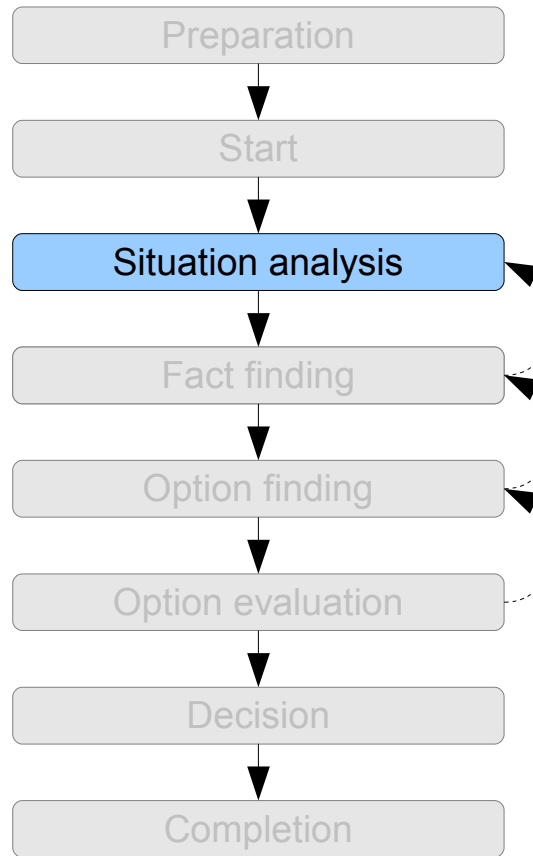 Preparation
Start
Situation analysis
Fact finding
Option finding
Option evaluation
Decision
Completion